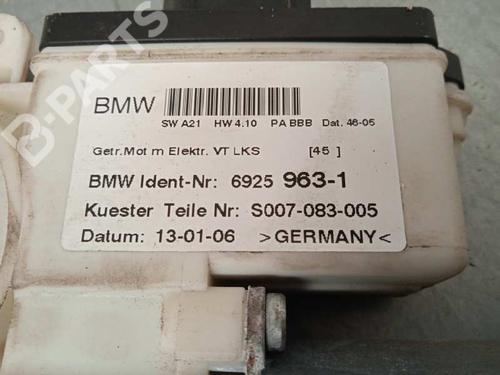 B-PARTS
BMW
SW A21 HW 4.10 PA BBB Dat. 46-05
Getr.Mot m Elektr. VT LKS [45 ]
BMW Ident-Nr: 6925 963-1
Kuester Teile Nr: S007-083-005
Datum: 13-01-06 >GERMANY<